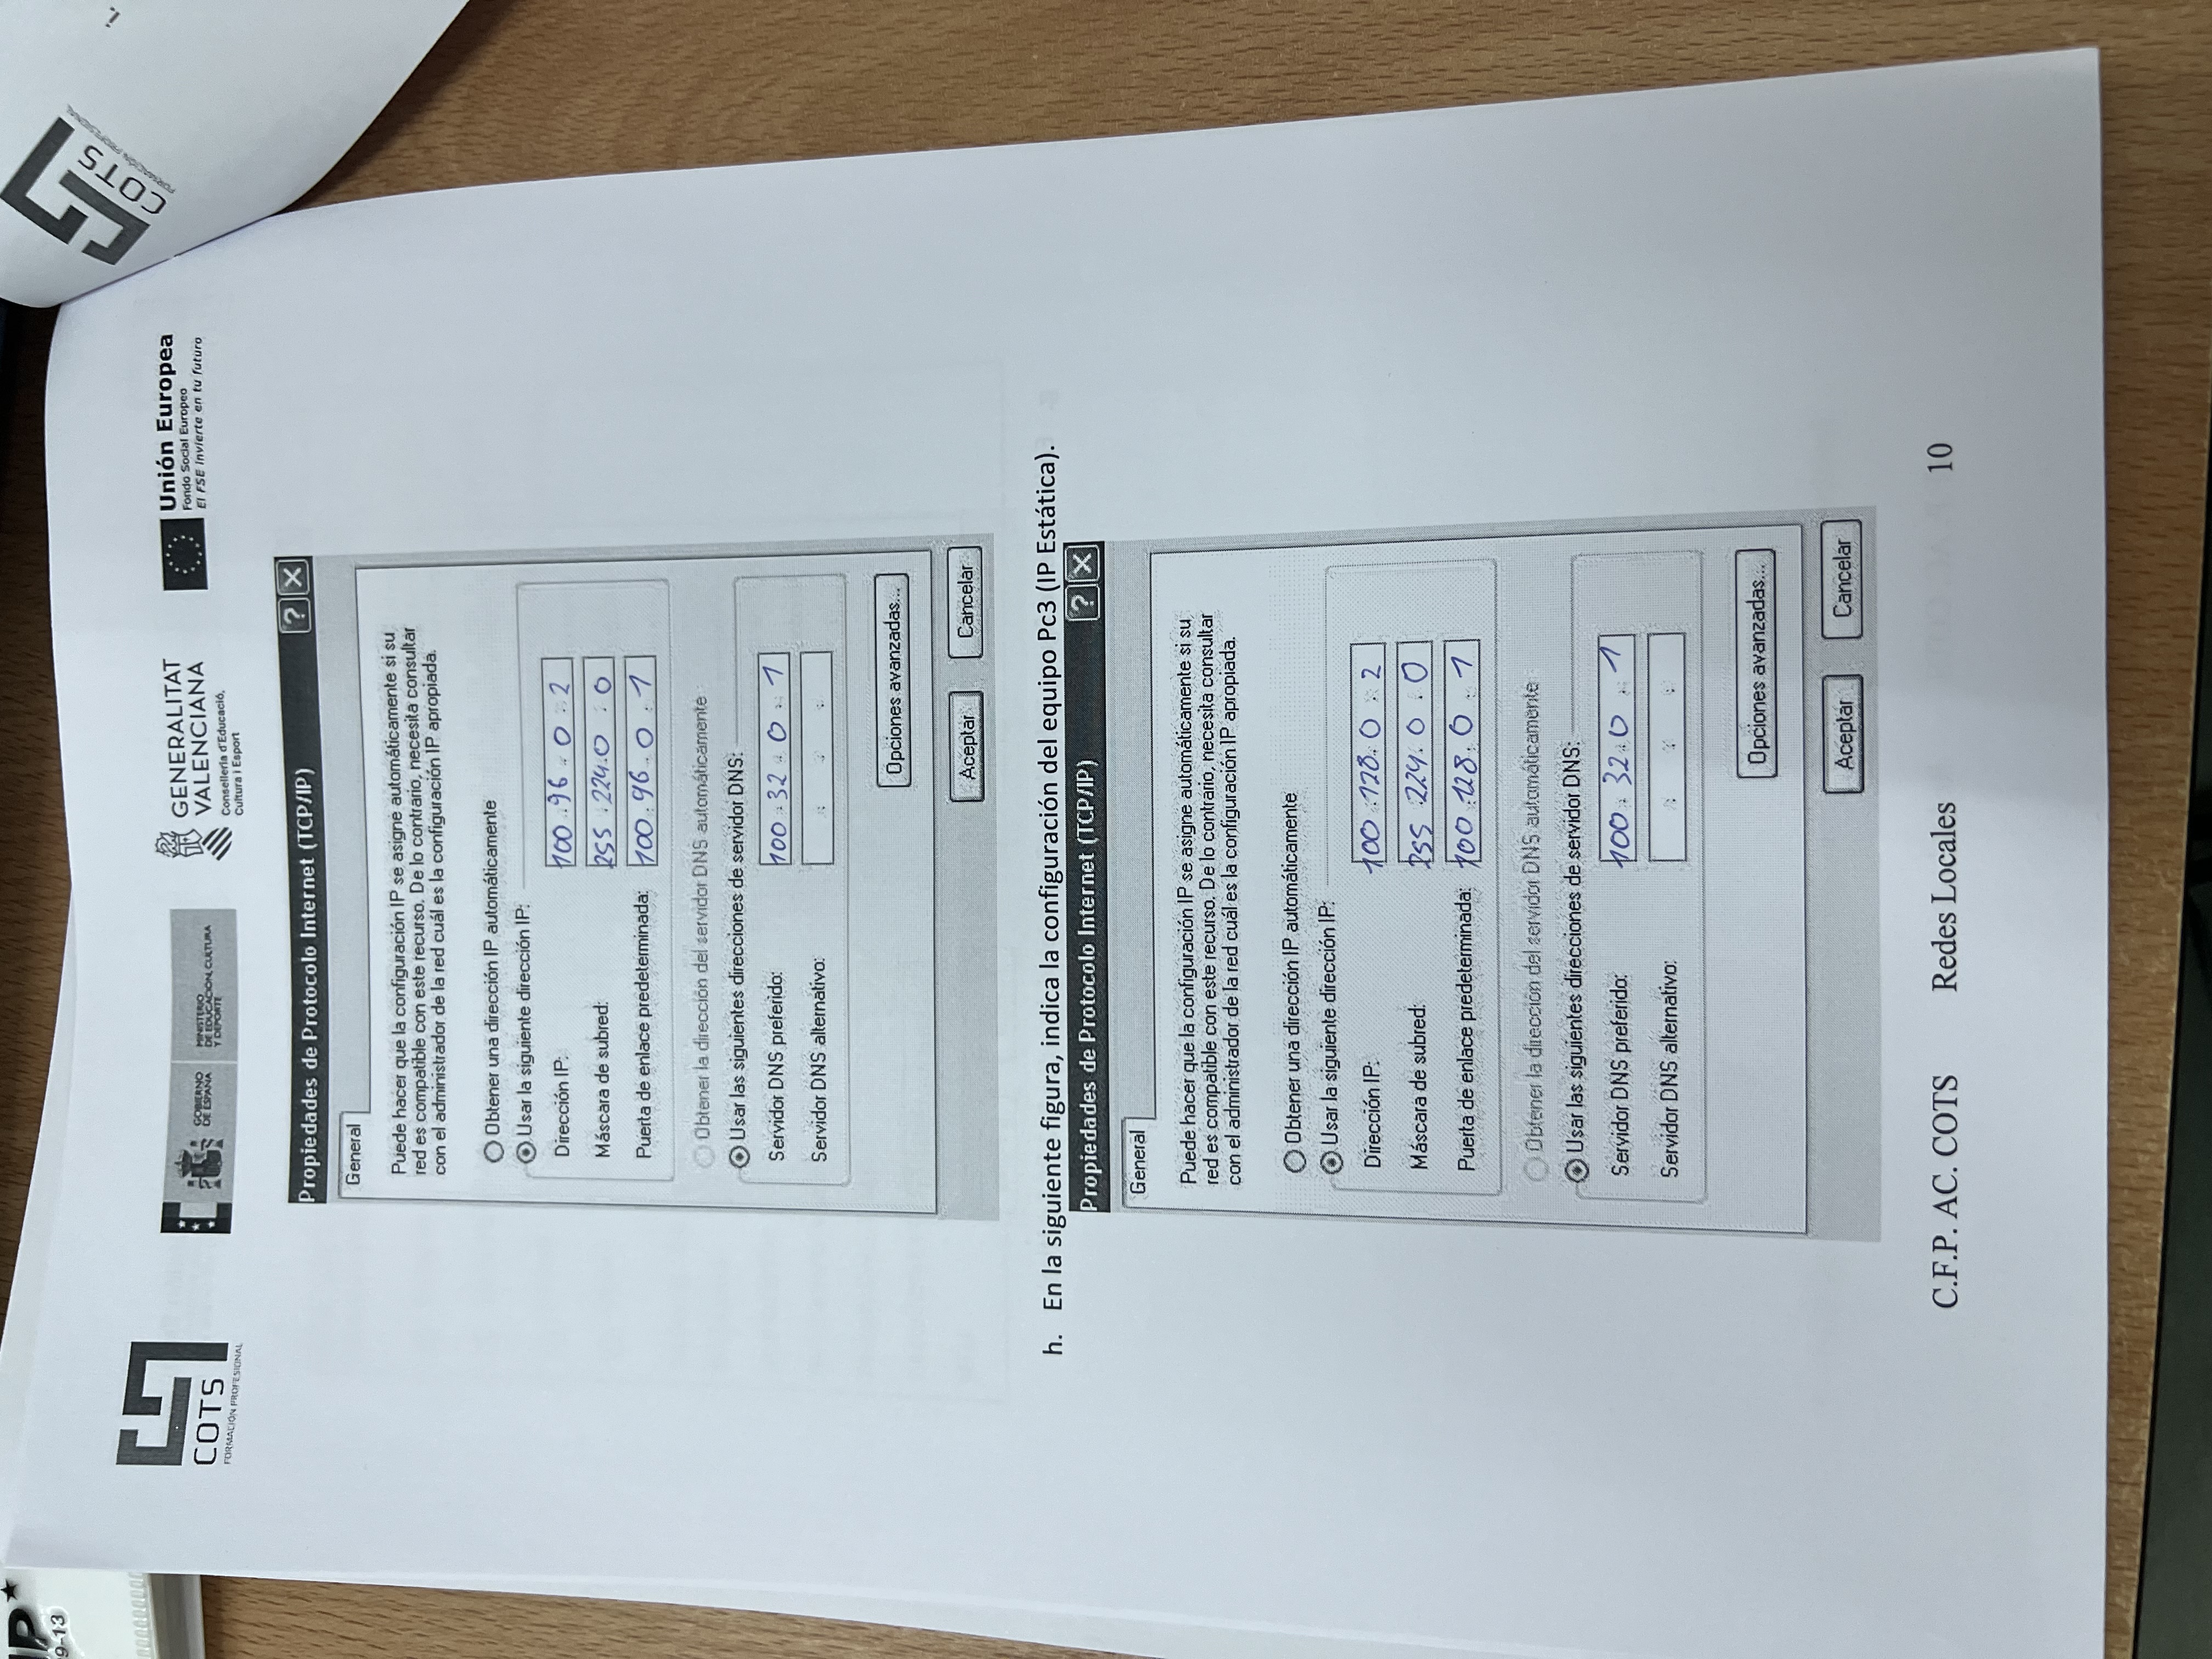 IP*
9-13
COTS
FORMACIÓN PROFESIONAL
GOBIERNO
DE ESPAÑA
MINISTERIO
DE EDUCACIÓN, CULTURA
Y DEPORTE
GENERALITAT
VALENCIANA
Conselleria d'Educació,
Cultura i Esport
Unión Europea
Fondo Social Europeo
El FSE invierte en tu futuro
COTS
FORMACIÓN PROFESIONAL
i.
Propiedades de Protocolo Internet (TCP/IP)
General
Puede hacer que la configuración IP se asigne automáticamente si su
red es compatible con este recurso. De lo contrario, necesita consultar
con el administrador de la red cuál es la configuración IP apropiada.
Obtener una dirección IP automáticamente
Usar la siguiente dirección IP:
Dirección IP: 100.96.0.2
Máscara de subred: 255.224.0.0
Puerta de enlace predeterminada: 100.96.0.1
Obtener la dirección del servidor DNS automáticamente
Usar las siguientes direcciones de servidor DNS:
Servidor DNS preferido: 100.32.0.1
Servidor DNS alternativo: . . .
Opciones avanzadas...
Aceptar Cancelar
h. En la siguiente figura, indica la configuración del equipo Pc3 (IP Estática).
Propiedades de Protocolo Internet (TCP/IP)
General
Puede hacer que la configuración IP se asigne automáticamente si su
red es compatible con este recurso. De lo contrario, necesita consultar
con el administrador de la red cuál es la configuración IP apropiada.
Obtener una dirección IP automáticamente
Usar la siguiente dirección IP:
Dirección IP: 100.128.0.2
Máscara de subred: 255.224.0.0
Puerta de enlace predeterminada: 100.128.0.1
Obtener la dirección del servidor DNS automáticamente
Usar las siguientes direcciones de servidor DNS:
Servidor DNS preferido: 100.32.0.1
Servidor DNS alternativo: . . .
Opciones avanzadas...
Aceptar Cancelar
C.F.P. AC. COTS Redes Locales 10